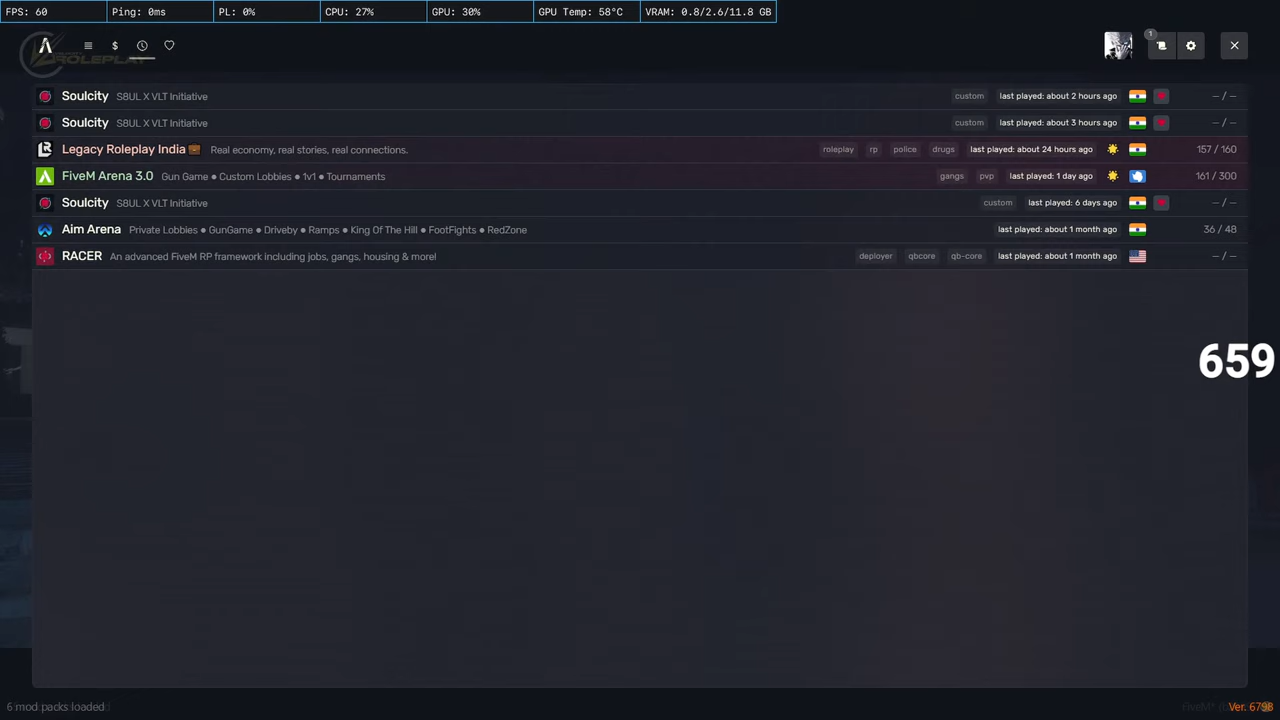 FPS: 60 Ping: 0ms PL: 0% CPU: 27% GPU: 30% GPU Temp: 58°C VRAM: 0.8/2.6/11.8 GB
ROLEPLAY
1
Soulcity S8UL X VLT Initiative custom last played: about 2 hours ago – / –
Soulcity S8UL X VLT Initiative custom last played: about 3 hours ago – / –
Legacy Roleplay India Real economy, real stories, real connections. roleplay rp police drugs last played: about 24 hours ago 157 / 160
FiveM Arena 3.0 Gun Game ● Custom Lobbies ● 1v1 ● Tournaments gangs pvp last played: 1 day ago 161 / 300
Soulcity S8UL X VLT Initiative custom last played: 6 days ago – / –
Aim Arena Private Lobbies ● GunGame ● Driveby ● Ramps ● King Of The Hill ● FootFights ● RedZone last played: about 1 month ago 36 / 48
RACER An advanced FiveM RP framework including jobs, gangs, housing & more! deployer qbcore qb-core last played: about 1 month ago – / –
659
6 mod packs loaded FiveM Ver. 6798